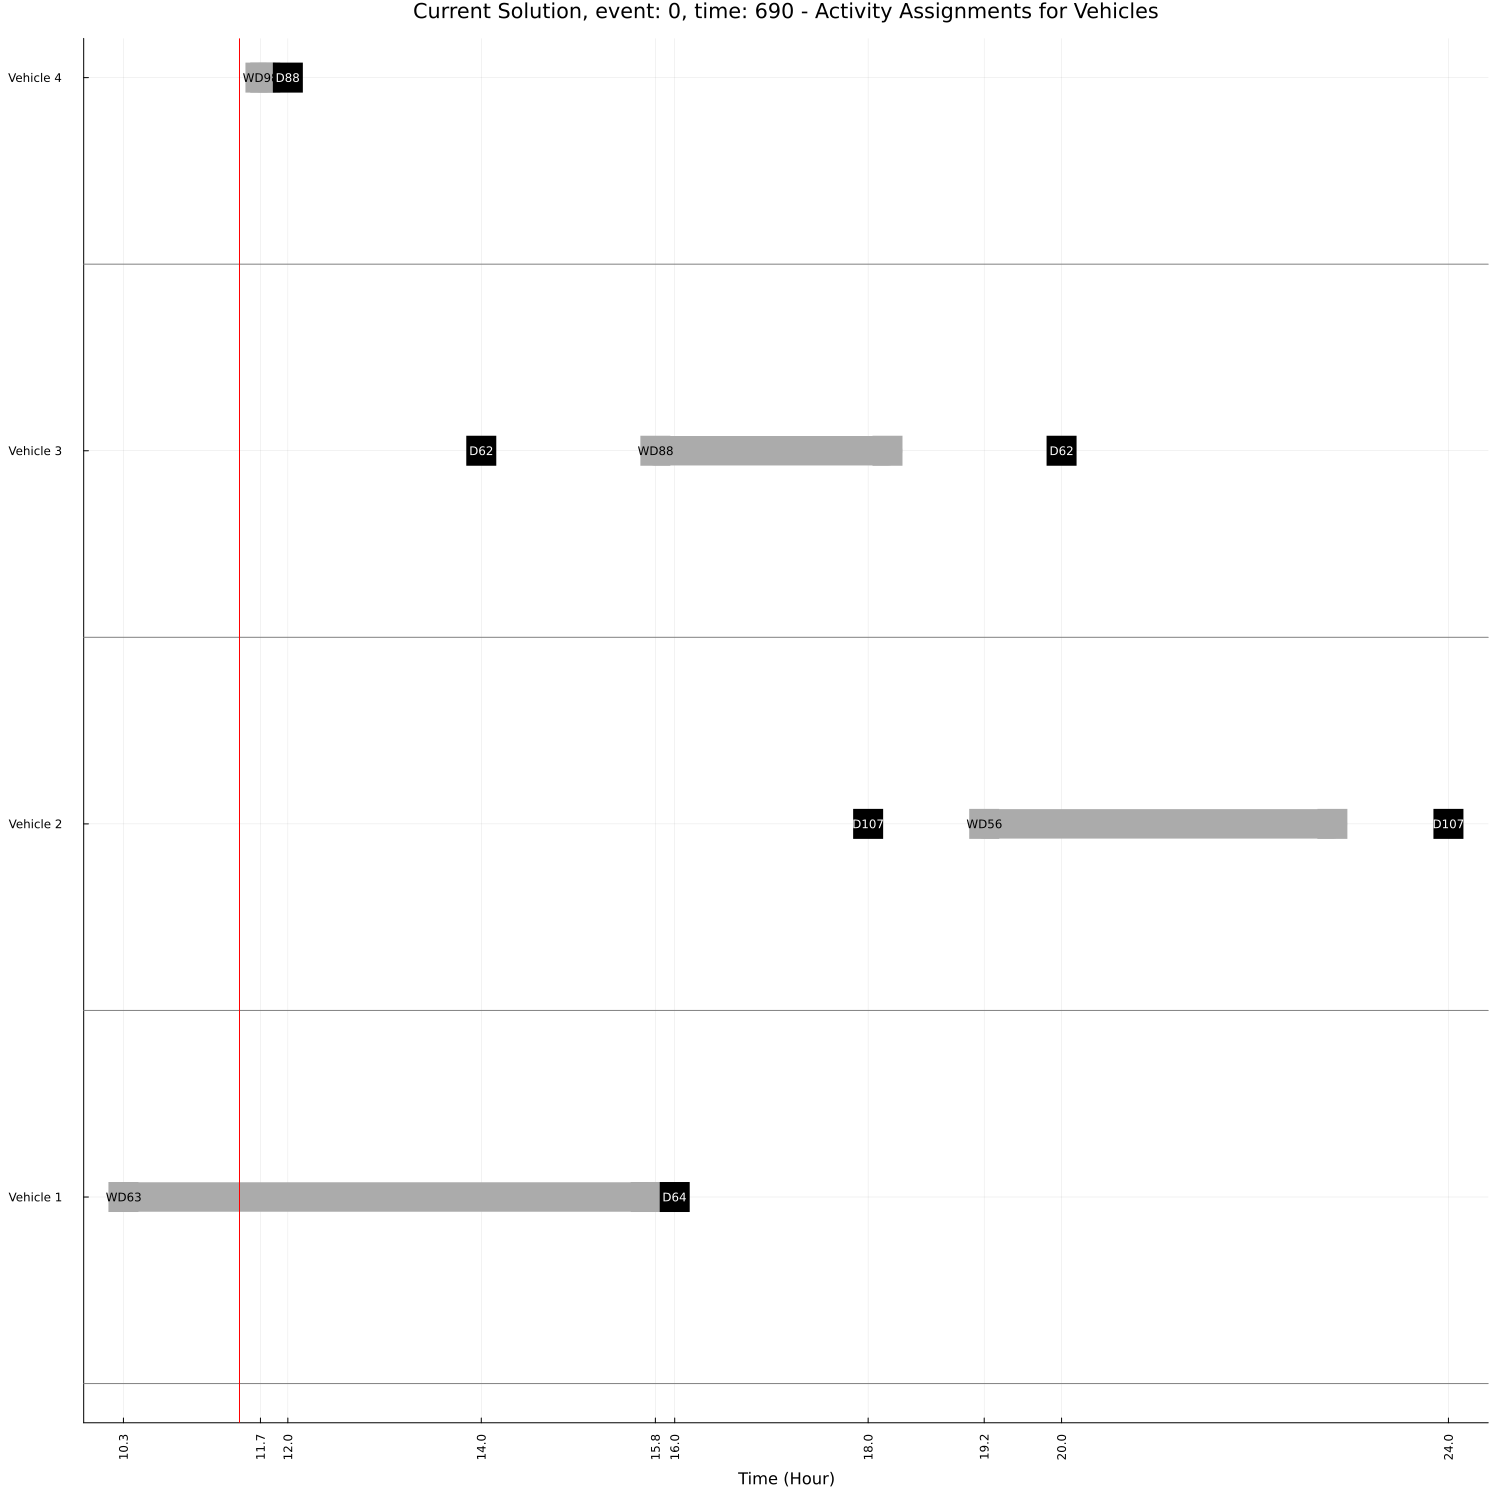 Current Solution, event: 0, time: 690 - Activity Assignments for Vehicles
Vehicle 4
D88
Vehicle 3
D62
WD88
D62
Vehicle 2
D107
WD56
D107
Vehicle 1
WD63
D64
10.3
11.7
12.0
14.0
15.8
16.0
18.0
19.2
20.0
24.0
Time (Hour)